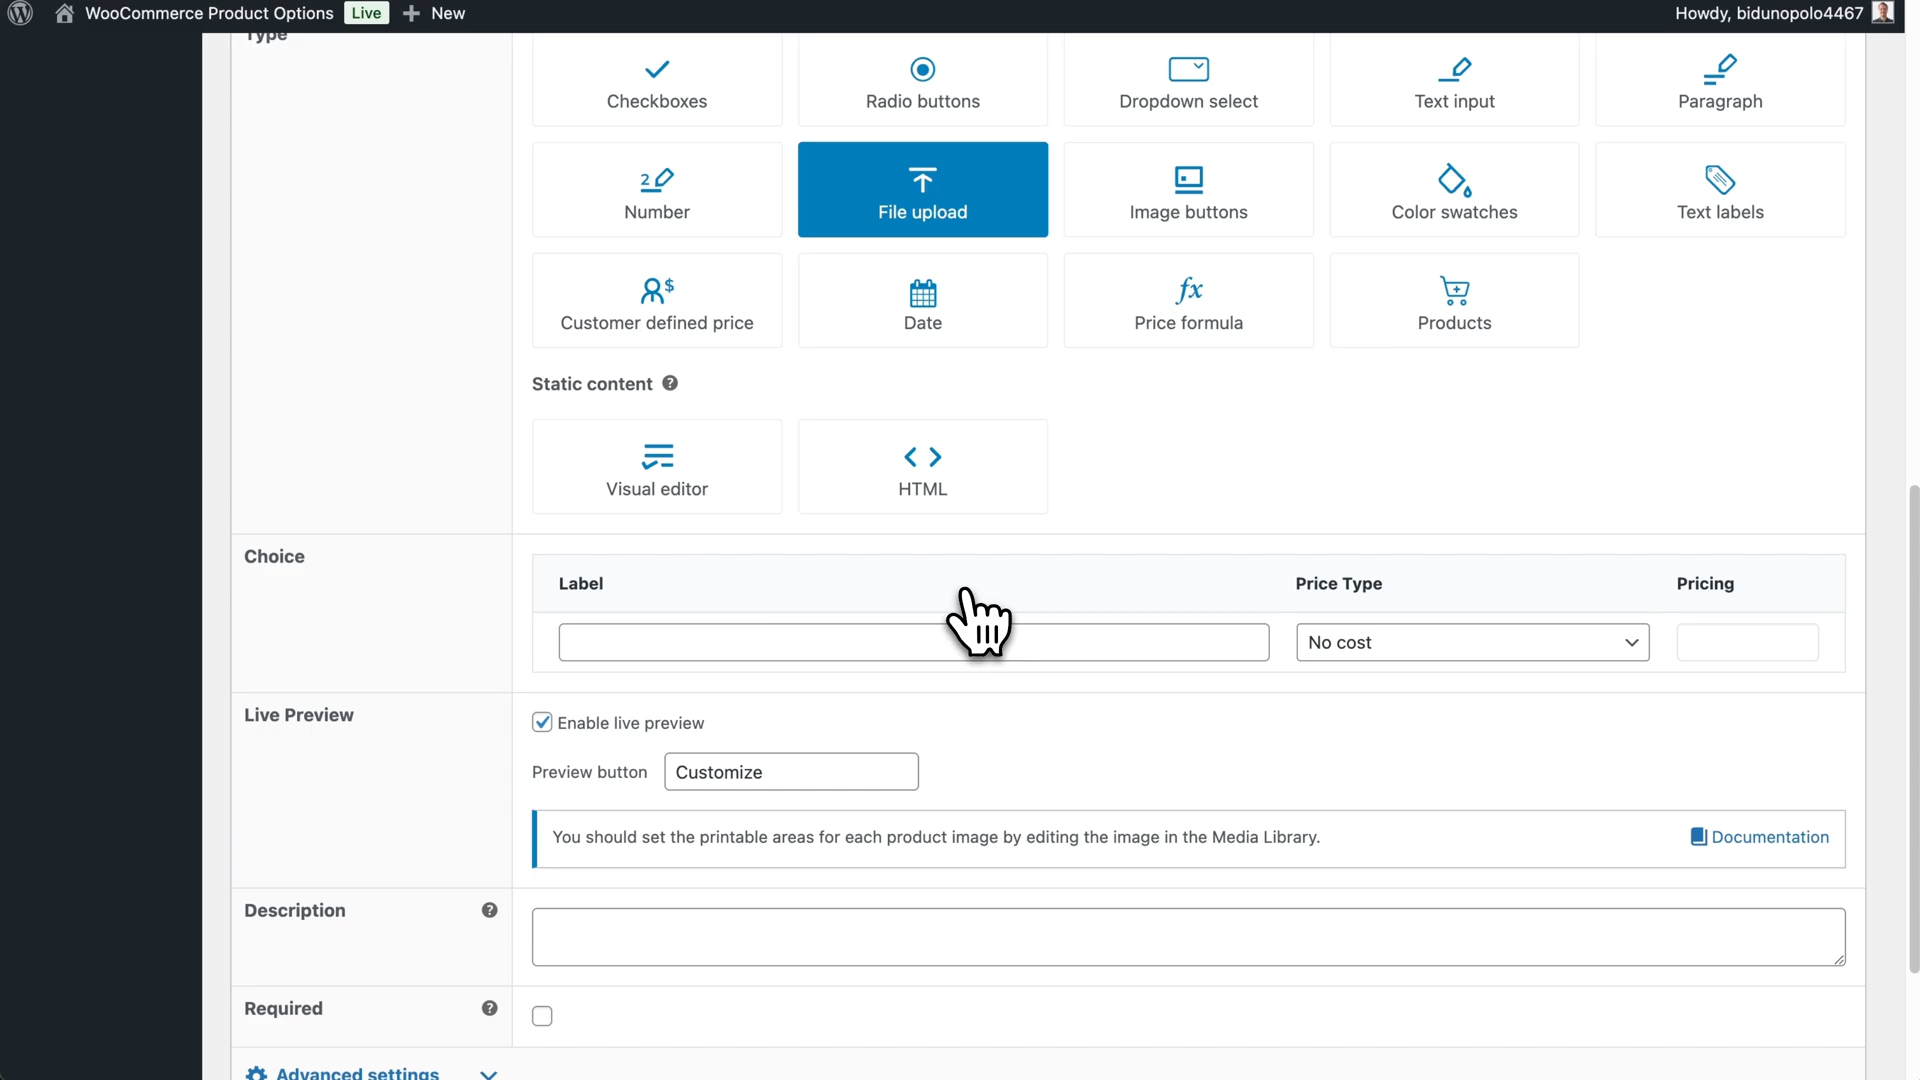 WooCommerce Product Options Live New Howdy, bidunopolo4467
Type
Checkboxes Radio buttons Dropdown select Text input Paragraph
2
Number File upload Image buttons Color swatches Text labels
$ fx
Customer defined price Date Price formula Products
Static content ?
Visual editor HTML
Choice
Label Price Type Pricing
No cost
Live Preview
Enable live preview
Preview button Customize
You should set the printable areas for each product image by editing the image in the Media Library. Documentation
Description ?
Required ?
Advanced settings